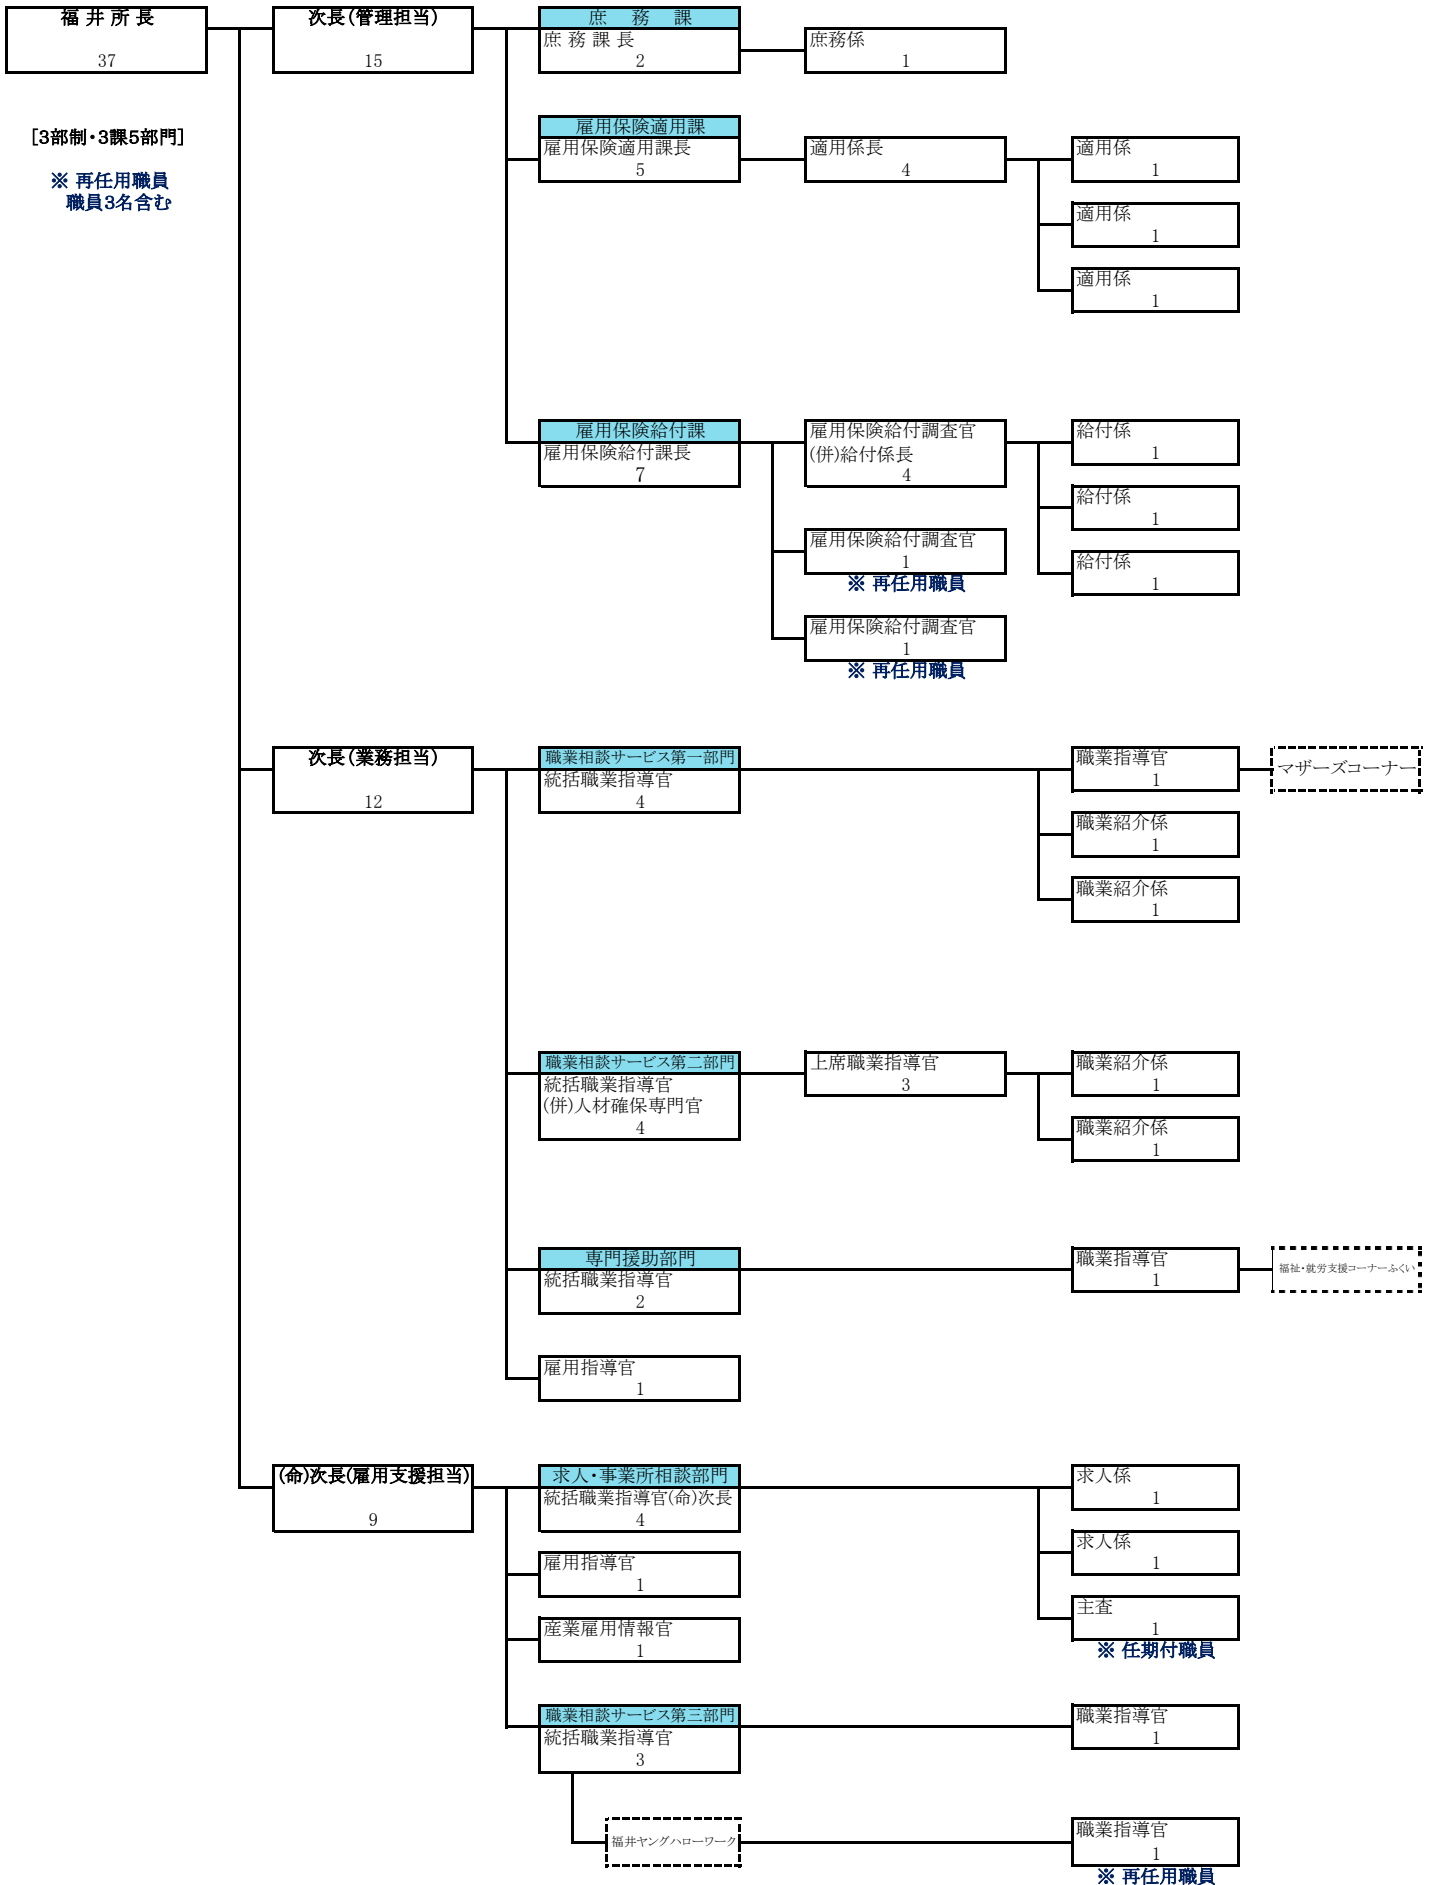 福 井 所 長
37
[3部制・3課5部門]
※ 再任用職員
職員3名含む
次長(管理担当)
15
庶 務 課
庶 務 課 長
2
庶務係
1
雇用保険適用課
雇用保険適用課長
5
適用係長
4
適用係
1
適用係
1
適用係
1
雇用保険給付課
雇用保険給付課長
7
雇用保険給付調査官
(併)給付係長
4
給付係
1
給付係
1
給付係
1
雇用保険給付調査官
1
※ 再任用職員
雇用保険給付調査官
1
※ 再任用職員
次長(業務担当)
12
職業相談サービス第一部門
統括職業指導官
4
職業指導官
1
マザーズコーナー
職業紹介係
1
職業紹介係
1
職業相談サービス第二部門
統括職業指導官
(併)人材確保専門官
4
上席職業指導官
3
職業紹介係
1
職業紹介係
1
専門援助部門
統括職業指導官
2
職業指導官
1
福祉・就労支援コーナーふくい
雇用指導官
1
(命)次長(雇用支援担当)
9
求人・事業所相談部門
統括職業指導官(命)次長
4
求人係
1
求人係
1
主査
1
※ 任期付職員
雇用指導官
1
産業雇用情報官
1
職業相談サービス第三部門
統括職業指導官
3
職業指導官
1
福井ヤングハローワーク
職業指導官
1
※ 再任用職員